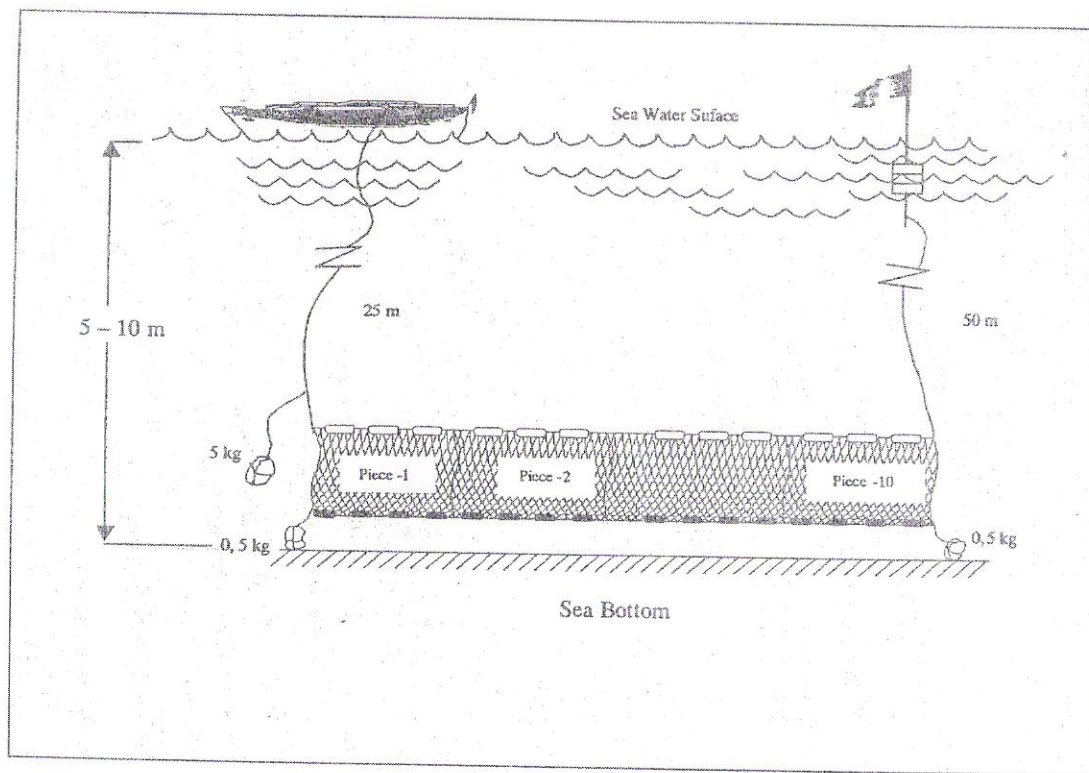 Sea Water Suface
25 m
50 m
5 – 10 m
5 kg
Piece -1
Piece -2
Piece -10
0, 5 kg
0, 5 kg
Sea Bottom